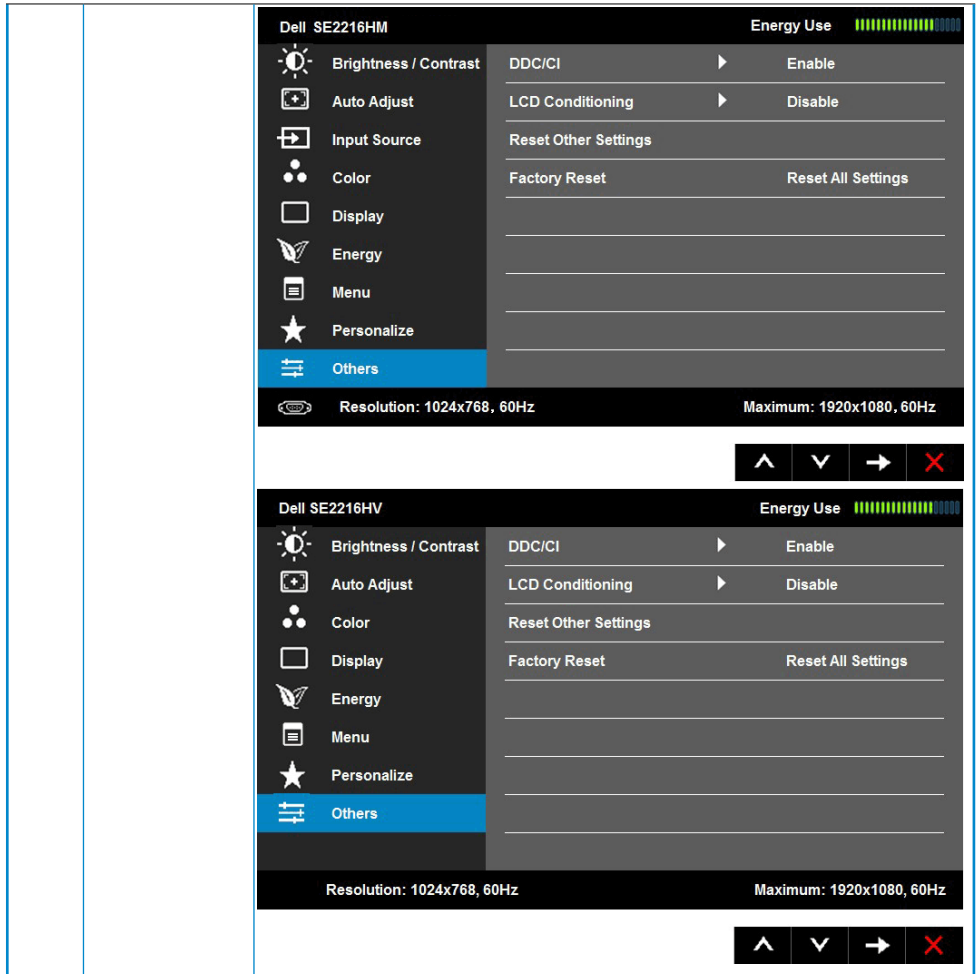 Dell SE2216HM Energy Use
Brightness / Contrast DDC/CI Enable
Auto Adjust LCD Conditioning Disable
Input Source Reset Other Settings
Color Factory Reset Reset All Settings
Display
Energy
Menu
Personalize
Others
Resolution: 1024x768, 60Hz Maximum: 1920x1080, 60Hz
Dell SE2216HV Energy Use
Brightness / Contrast DDC/CI Enable
Auto Adjust LCD Conditioning Disable
Color Reset Other Settings
Display Factory Reset Reset All Settings
Energy
Menu
Personalize
Others
Resolution: 1024x768, 60Hz Maximum: 1920x1080, 60Hz